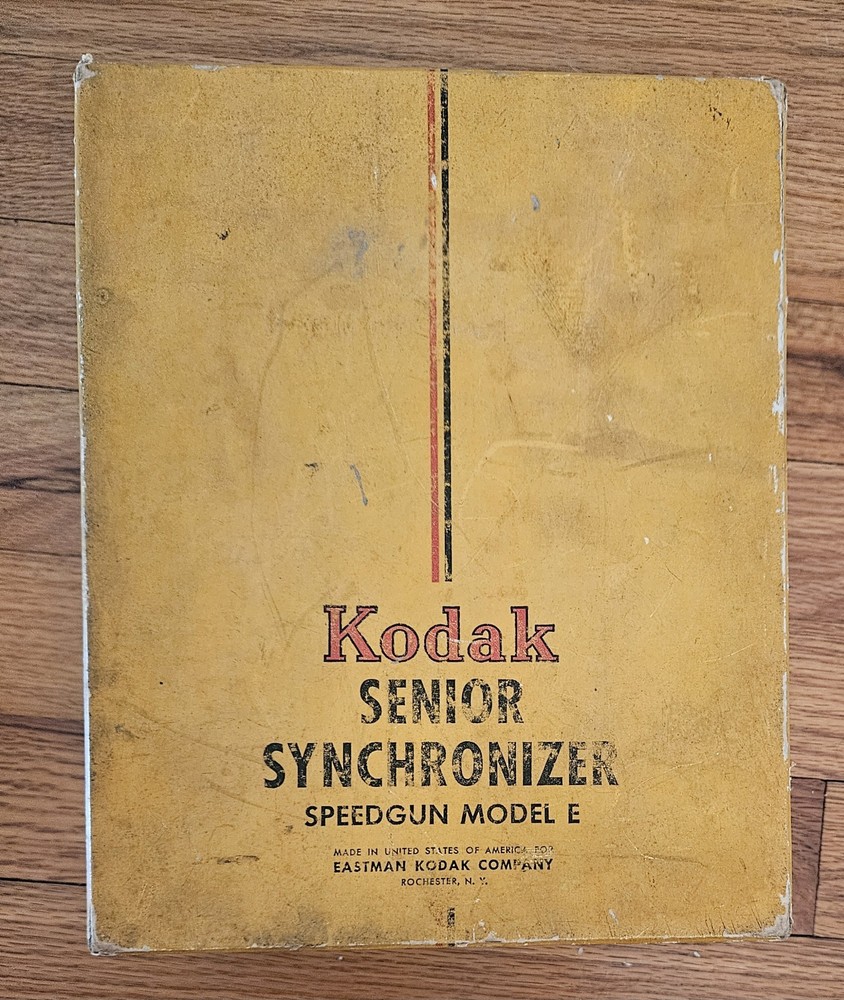 Kodak
SENIOR
SYNCHRONIZER
SPEEDGUN MODEL E
MADE IN UNITED STATES OF AMERICA FOR
EASTMAN KODAK COMPANY
ROCHESTER, N. Y.